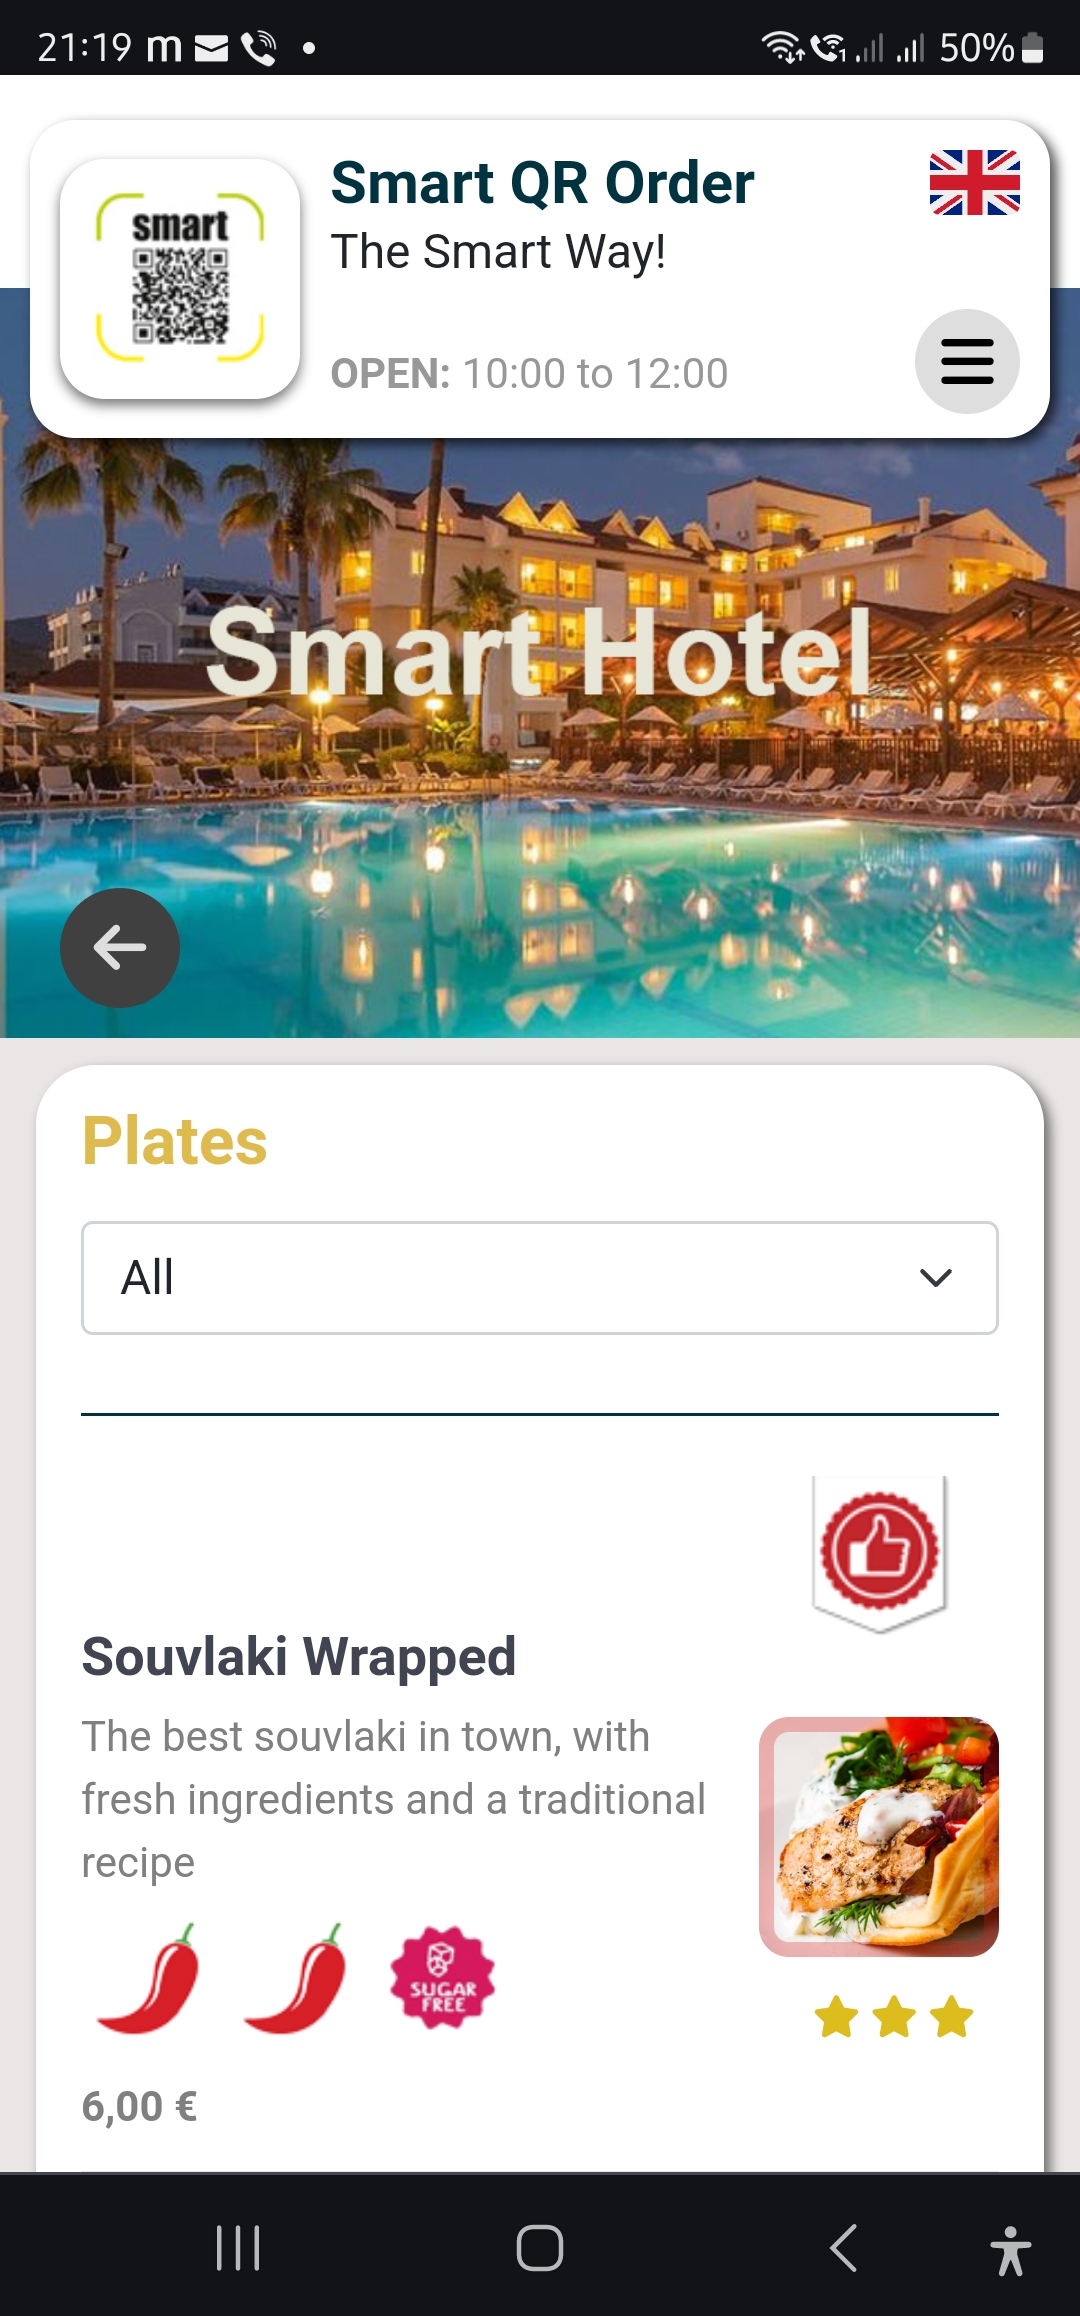 21:19
50%
smart
Smart QR Order
The Smart Way!
OPEN: 10:00 to 12:00
Smart Hotel
Plates
All
Souvlaki Wrapped
The best souvlaki in town, with
fresh ingredients and a traditional
recipe
SUGAR
FREE
6,00 €